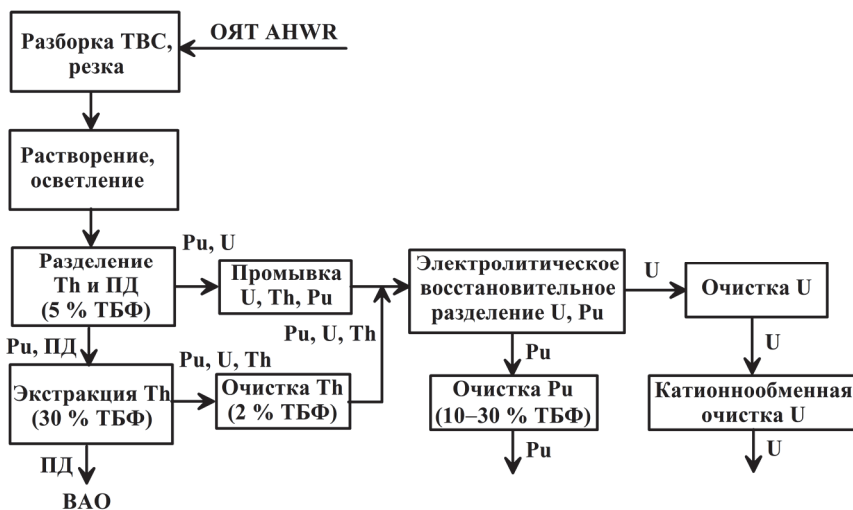 ОЯТ AHWR
Разборка ТВС,
резка
Растворение,
осветление
Pu, U
Разделение
Th и ПД
(5 % ТБФ)
Промывка
U, Th, Pu
Электролитическое
восстановительное
разделение U, Pu
U
Очистка U
Pu, ПД
Pu, U, Th
Pu, U, Th
Pu
U
Экстракция Th
(30 % ТБФ)
Очистка Th
(2 % ТБФ)
Очистка Pu
(10–30 % ТБФ)
Катионнообменная
очистка U
ПД
Pu
U
ВАО